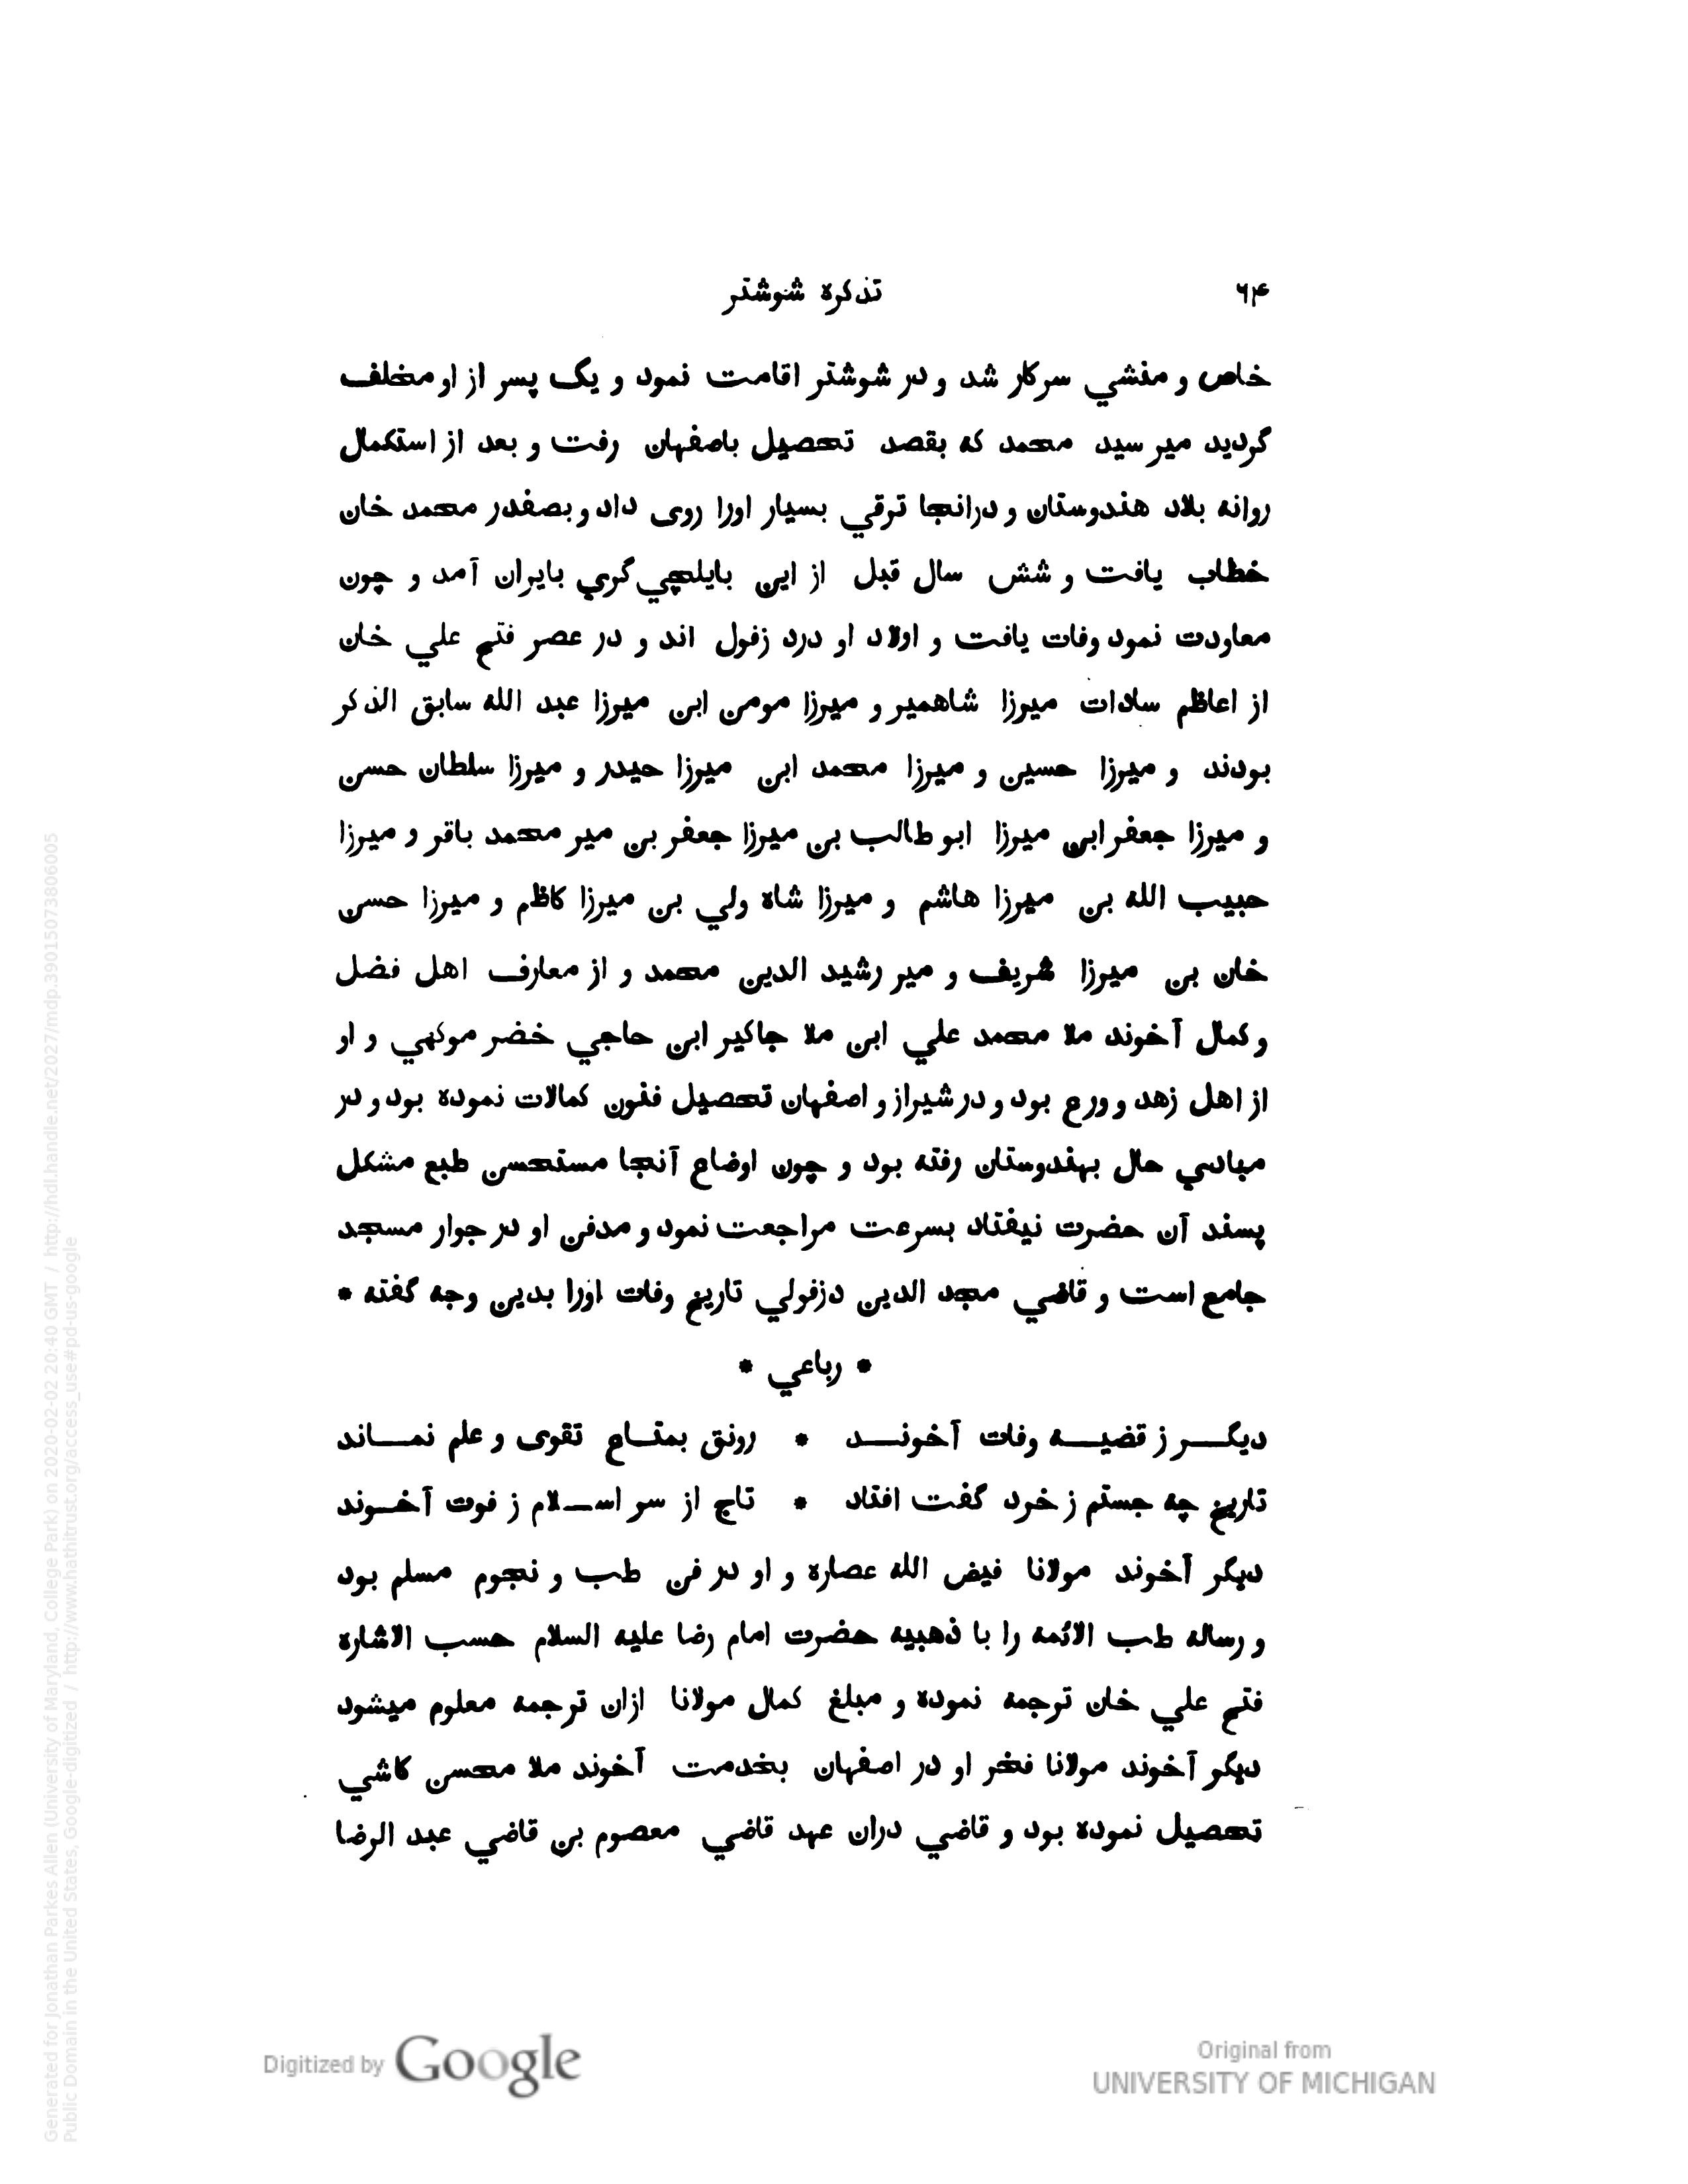 ۶۴ تذکره شوشتر
خاص و منشي سرکار شد و در شوشتر اقامت نمود و یک پسر از او مخلف
گردید میر سید محمد که بقصد تحصیل باصفهان رفت و بعد از استکمال
روانه بلاد هندوستان و درانجا ترقي بسیار اورا روی داد و بصفدر محمد خان
خطاب یافت و شش سال قبل از این بایلچي گري بایران آمد و چون
معاودت نمود وفات یافت و اولاد او درد زفول اند و در عصر فتح علي خان
از اعاظم سادات میرزا شاهمیر و میرزا مومن ابن میرزا عبد الله سابق الذکر
بودند و میرزا حسین و میرزا محمد ابن میرزا حیدر و میرزا سلطان حسن
و میرزا جعفر ابن میرزا ابو طالب بن میرزا جعفر بن میر محمد باقر و میرزا
حبیب الله بن میرزا هاشم و میرزا شاه ولي بن میرزا کاظم و میرزا حسن
خان بن میرزا شریف و میر رشید الدین محمد و از معارف اهل فضل
و کمال آخوند ملا محمد علي ابن ملا جاکیر ابن حاجي خضر موکهي و او
از اهل زهد و ورع بود و در شیراز و اصفهان تحصیل فنون کمالات نموده بود و در
مبادي حال بهندوستان رفته بود و چون اوضاع آنجا مستحسن طبع مشکل
پسند آن حضرت نیفتاد بسرعت مراجعت نمود و مدفن او در جوار مسجد
جامع است و قاضي مجد الدین دزفولي تاریخ وفات اورا بدین وجه گفته *
* رباعي *
دیگر ز قضیه وفات آخوند * رونق بمتاع تقوی و علم نماند
تاریخ چه جستم ز خرد گفت افتاد * تاج از سر اسلام ز فوت آخوند
دیگر آخوند مولانا فیض الله عصاره و او در فن طب و نجوم مسلم بود
و رساله طب الائمه را با ذهبیه حضرت امام رضا علیه السلام حسب الاشاره
فتح علي خان ترجمه نموده و مبلغ کمال مولانا ازان ترجمه معلوم میشود
دیگر آخوند مولانا فخر او در اصفهان بخدمت آخوند ملا محسن کاشي
تحصیل نموده بود و قاضي دران عهد قاضي معصوم بن قاضي عبد الرضا
Generated for Jonathan Parkes Allen (University of Maryland, College Park) on 2020-02-02 20:40 GMT / http://hdl.handle.net/2027/mdp.39015073806005
Public Domain in the United States, Google-digitized / http://www.hathitrust.org/access_use#pd-us-google
Digitized by Google
Original from
UNIVERSITY OF MICHIGAN